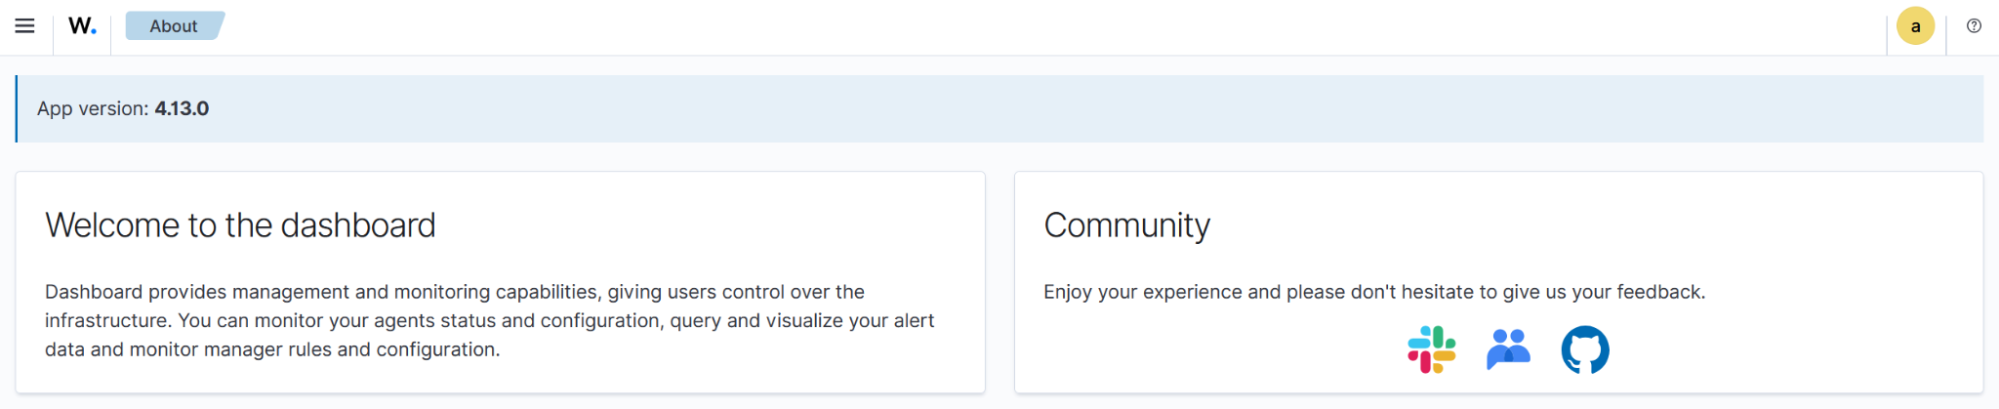 W.
About
a
App version: 4.13.0
Welcome to the dashboard
Dashboard provides management and monitoring capabilities, giving users control over the
infrastructure. You can monitor your agents status and configuration, query and visualize your alert
data and monitor manager rules and configuration.
Community
Enjoy your experience and please don't hesitate to give us your feedback.